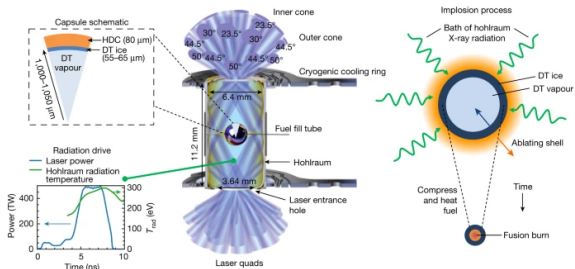 Capsule schematic
HDC (80 μm)
DT ice
(55–65 μm)
DT
vapour
1,000–1,050 μm
Radiation drive
Laser power
Hohlraum radiation
temperature
Power (TW)
400
200
0
0
5
10
Time (ns)
300
200
100
0
Trad (eV)
Inner cone
23.5°
30°
23.5°
30°
44.5°
44.5°
50°
44.5°
44.5°
50°
50°
Outer cone
Cryogenic cooling ring
6.4 mm
Fuel fill tube
11.2 mm
Hohlraum
3.64 mm
Laser entrance
hole
Laser quads
Implosion process
Bath of hohlraum
X-ray radiation
DT ice
DT vapour
Ablating shell
Compress
and heat
fuel
Time
Fusion burn